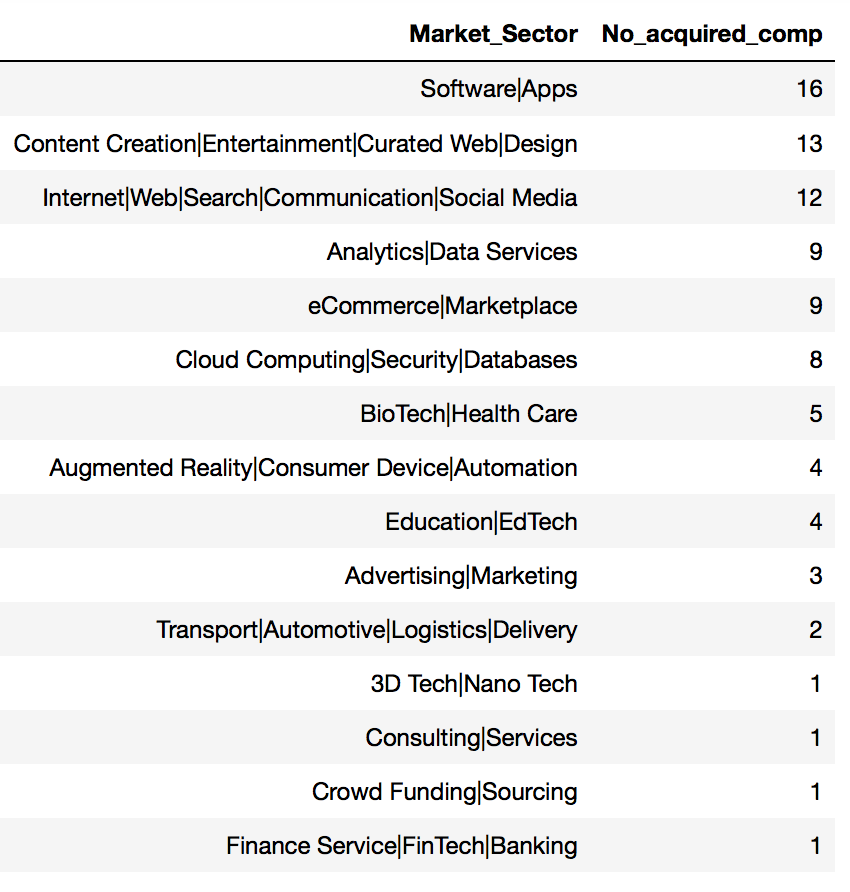 Market_Sector No_acquired_comp
Software|Apps 16
Content Creation|Entertainment|Curated Web|Design 13
Internet|Web|Search|Communication|Social Media 12
Analytics|Data Services 9
eCommerce|Marketplace 9
Cloud Computing|Security|Databases 8
BioTech|Health Care 5
Augmented Reality|Consumer Device|Automation 4
Education|EdTech 4
Advertising|Marketing 3
Transport|Automotive|Logistics|Delivery 2
3D Tech|Nano Tech 1
Consulting|Services 1
Crowd Funding|Sourcing 1
Finance Service|FinTech|Banking 1